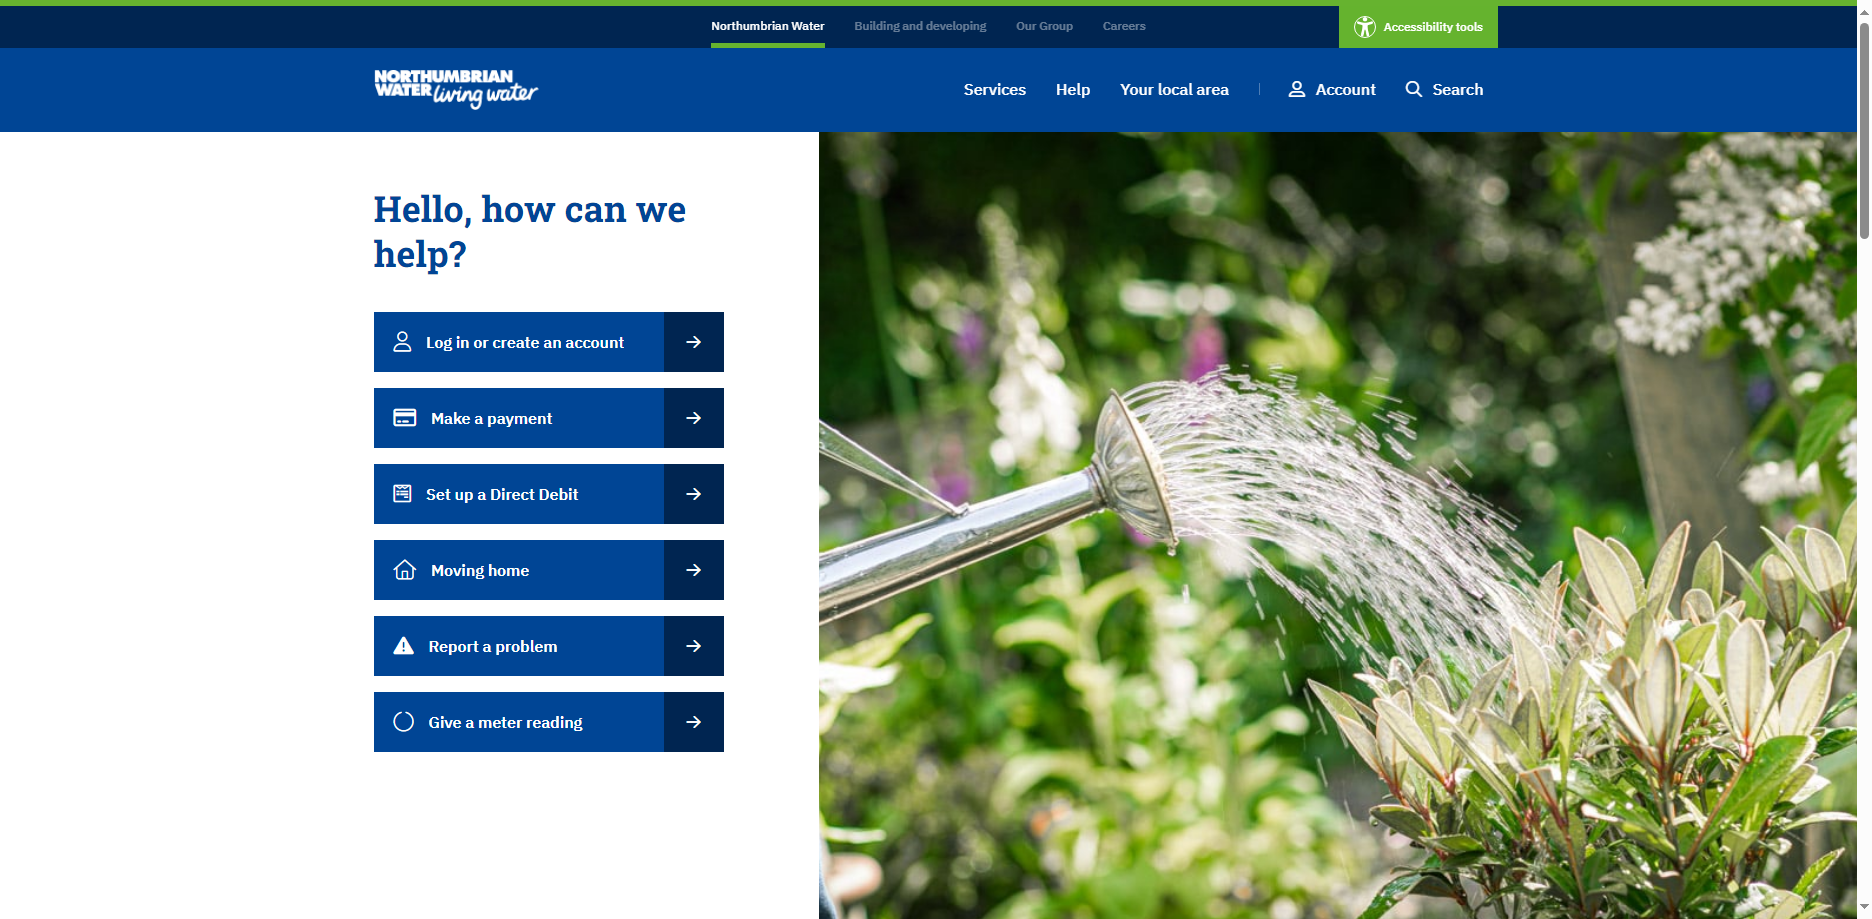 Northumbrian Water
Building and developing
Our Group
Careers
Accessibility tools
NORTHUMBRIAN
WATER living water
Services
Help
Your local area
Account
Search
Hello, how can we
help?
Log in or create an account
Make a payment
Set up a Direct Debit
Moving home
Report a problem
Give a meter reading